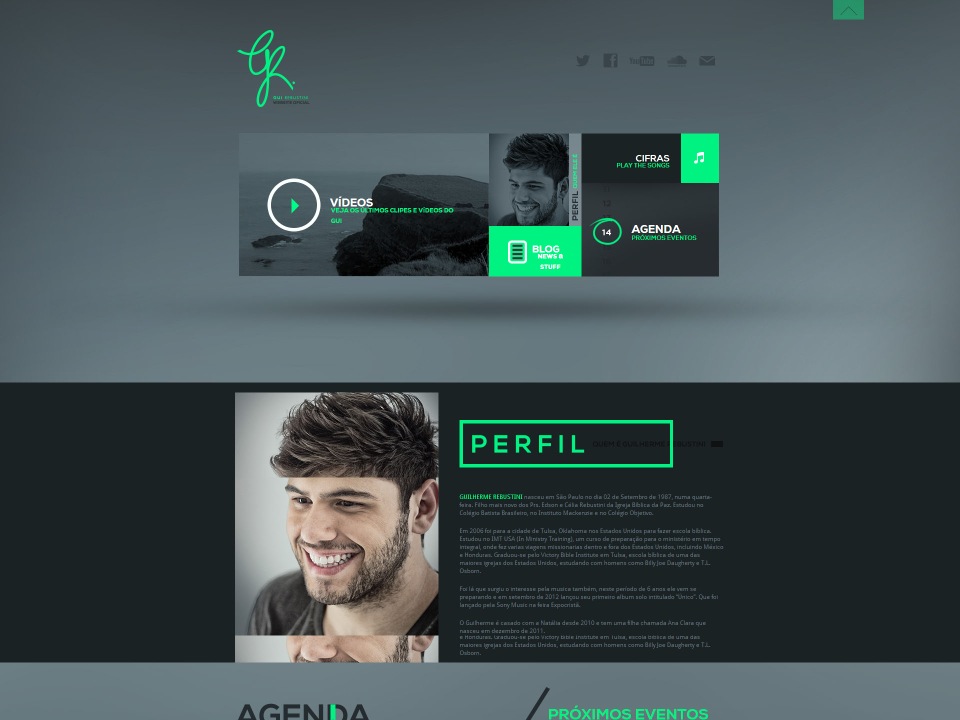 GUI REBUSTINI
WEBSITE OFICIAL
You Tube
VÍDEOS
VEJA OS ÚLTIMOS CLIPES E VÍDEOS DO
GUI
PERFIL
BLOG
NEWS &
STUFF
CIFRAS
PLAY THE SONGS
12
14
AGENDA
PRÓXIMOS EVENTOS
PERFIL
QUEM É GUILHERME REBUSTINI
GUILHERME REBUSTINI nasceu em São Paulo no dia 02 de Setembro de 1987, numa quarta-
feira. Filho mais novo dos Prs. Edson e Célia Rebustini da Igreja Bíblica da Paz. Estudou no
Colégio Batista Brasileiro, no Instituto Mackenzie e no Colégio Objetivo.
Em 2006 foi para a cidade de Tulsa, Oklahoma nos Estados Unidos para fazer escola bíblica.
Estudou no IMT USA (In Ministry Training), um curso de preparação para o ministério em tempo
integral, onde fez varias viagens missionarias dentro e fora dos Estados Unidos, incluindo México
e Honduras. Graduou-se pelo Victory Bible Institute em Tulsa, escola bíblica de uma das
maiores igrejas dos Estados Unidos, estudando com homens como Billy Joe Daugherty e T.L.
Osborn.
Foi lá que surgiu o interesse pela musica também, neste período de 6 anos ele vem se
preparando e em setembro de 2012 lançou seu primeiro álbum solo intitulado "Único". Que foi
lançado pela Sony Music na feira Expocristã.
O Guilherme é casado com a Natália desde 2010 e tem uma filha chamada Ana Clara que
nasceu em dezembro de 2011.
e Honduras. Graduou-se pelo Victory Bible Institute em Tulsa, escola bíblica de uma das
maiores igrejas dos Estados Unidos, estudando com homens como Billy Joe Daugherty e T.L.
Osborn.
AGENDA
PRÓXIMOS EVENTOS